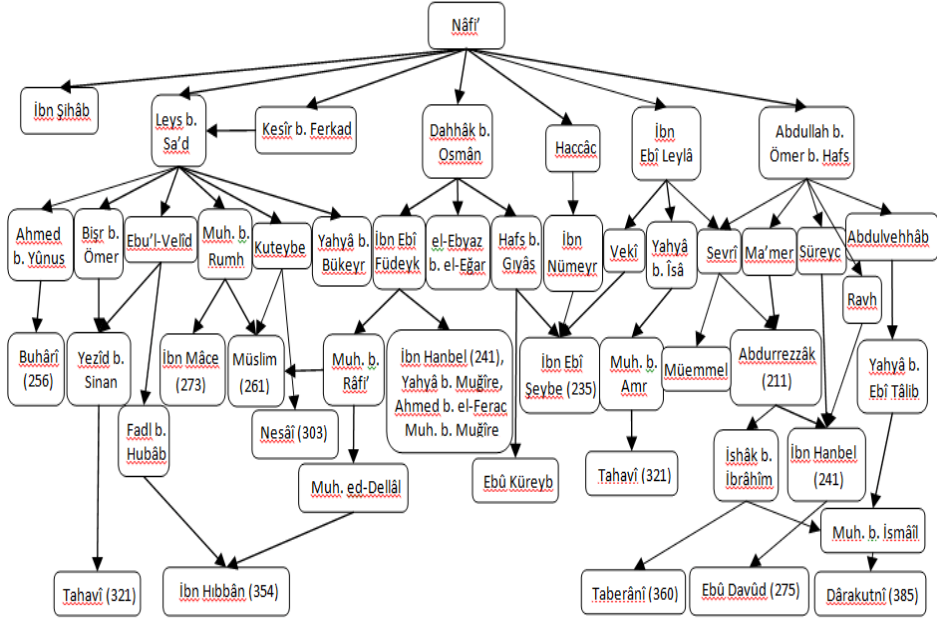 Nâfi’
İbn Şihâb
Leys b.
Sa’d
Kesîr b. Ferkad
Dahhâk b.
Osmân
Haccâc
İbn
Ebî Leylâ
Abdullah b.
Ömer b. Hafs
Ahmed
b. Yûnus
Bişr b.
Ömer
Ebu’l-Velîd
Muh. b.
Rumh
Kuteybe
Yahyâ b.
Bükeyr
İbn Ebî
Füdeyk
el-Ebyaz
b. el-Eğar
Hafs b.
Gıyâs
İbn
Nümeyr
Vekî
Yahyâ
b. Îsâ
Sevrî
Ma’mer
Süreyc
Abdulvehhâb
Ravh
Buhârî
(256)
Yezîd b.
Sinan
İbn Mâce
(273)
Müslim
(261)
Muh. b.
Râfi’
İbn Hanbel (241),
Yahyâ b. Muğîre,
Ahmed b. el-Ferac
Muh. b. Muğîre
İbn Ebî
Şeybe (235)
Muh. b.
Amr
Müemmel
Abdurrezzâk
(211)
Yahyâ b.
Ebî Tâlib
Fadl b.
Hubâb
Nesâî (303)
Muh. ed-Dellâl
Ebû Küreyb
Tahavî (321)
İshâk b.
İbrâhîm
İbn Hanbel
(241)
Muh. b. İsmâîl
Tahavî (321)
İbn Hıbbân (354)
Taberânî (360)
Ebû Davûd (275)
Dârakutnî (385)